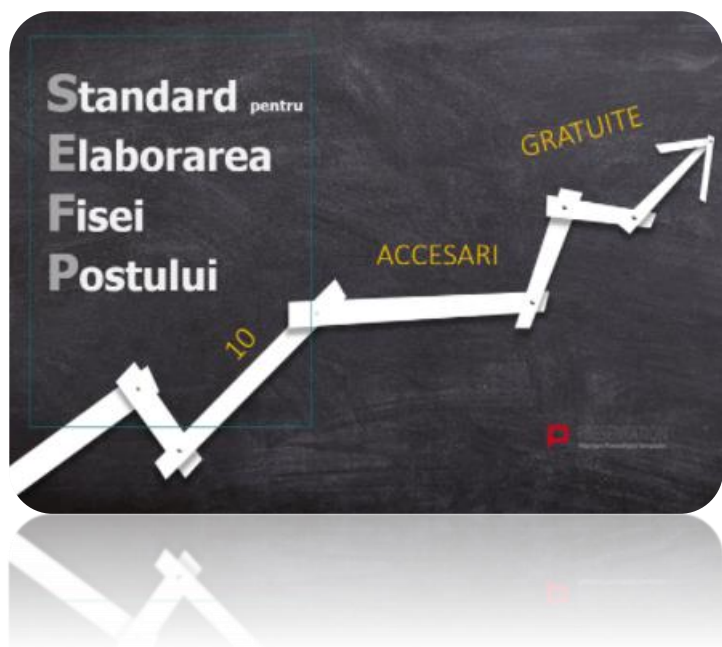 Standard pentru
Elaborarea
Fisei
Postului
10
ACCESARI
GRATUITE